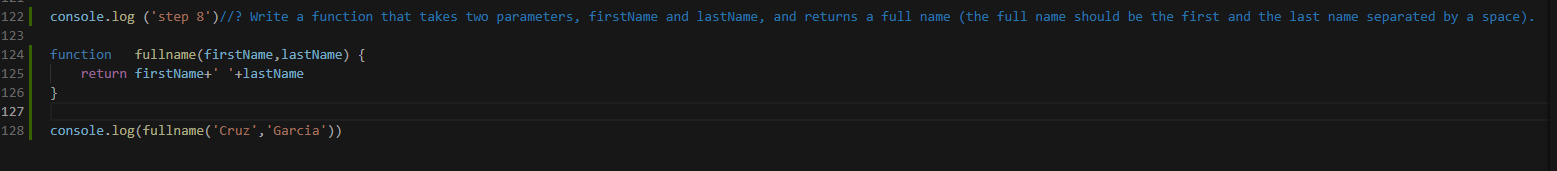 122 console.log ('step 8')//? Write a function that takes two parameters, firstName and lastName, and returns a full name (the full name should be the first and the last name separated by a space).
123
124 function   fullname(firstName,lastName) {
125     return firstName+' '+lastName
126 }
127
128 console.log(fullname('Cruz','Garcia'))